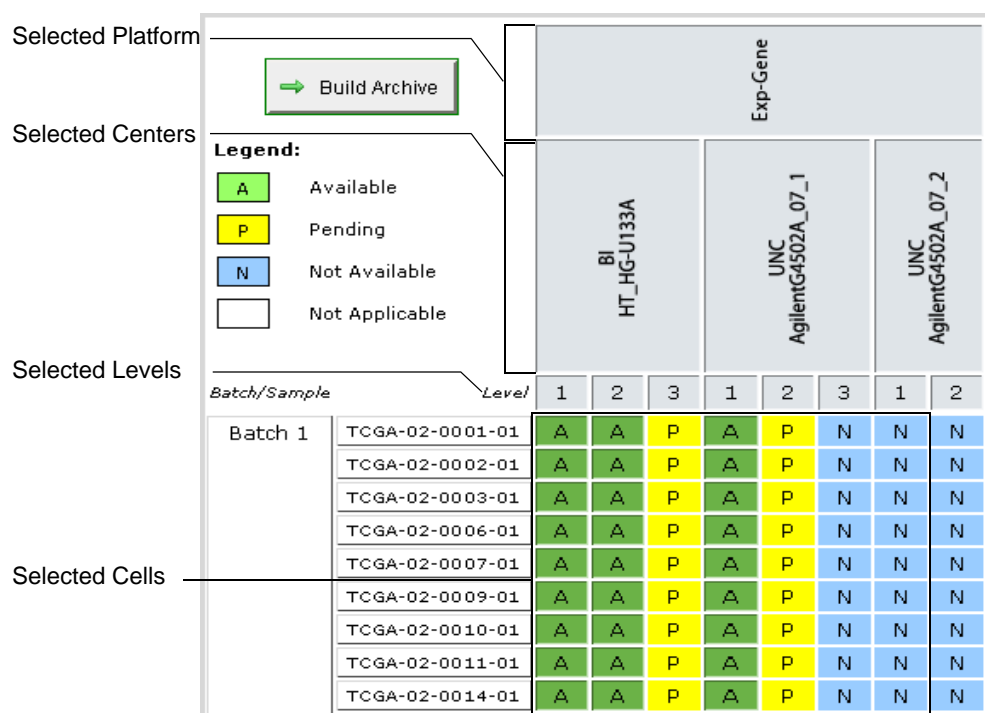 Selected Platform
Build Archive
Exp-Gene
Selected Centers
Legend:
A Available
P Pending
N Not Available
Not Applicable
BI
HT_HG-U133A
UNC
AgilentG4502A_07_1
UNC
AgilentG4502A_07_2
Selected Levels
Batch/Sample Level 1 2 3 1 2 3 1 2
Batch 1 TCGA-02-0001-01 A A P A P N N N
TCGA-02-0002-01 A A P A P N N N
TCGA-02-0003-01 A A P A P N N N
TCGA-02-0006-01 A A P A P N N N
TCGA-02-0007-01 A A P A P N N N
Selected Cells
TCGA-02-0009-01 A A P A P N N N
TCGA-02-0010-01 A A P A P N N N
TCGA-02-0011-01 A A P A P N N N
TCGA-02-0014-01 A A P A P N N N